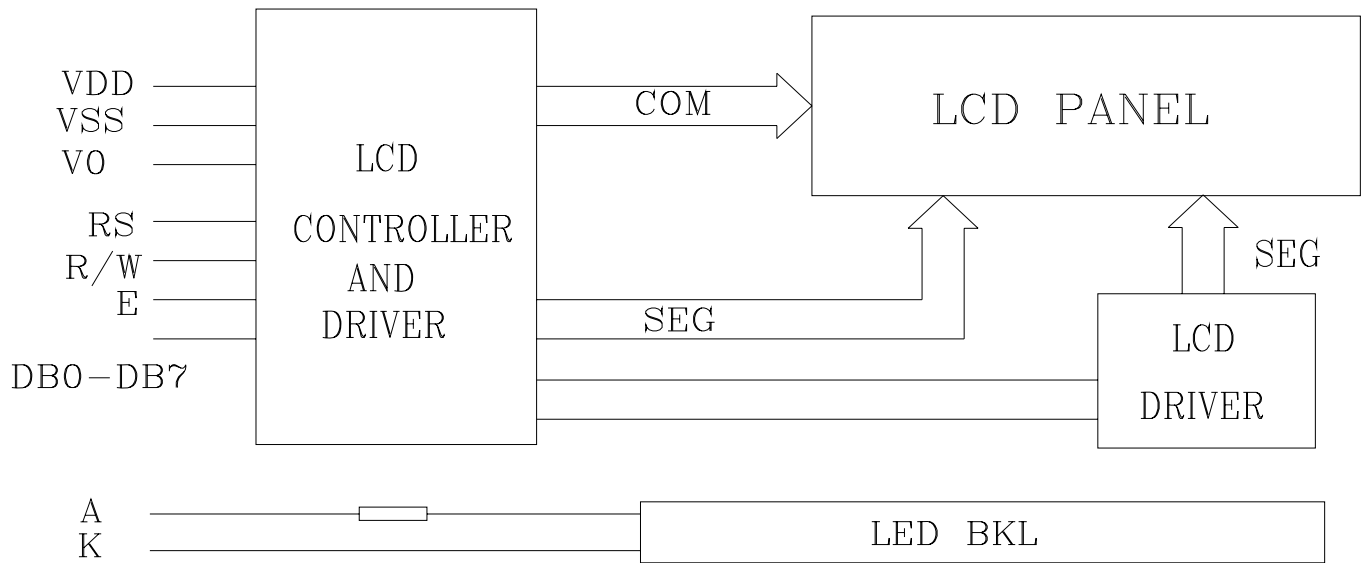 VDD
VSS
V0
RS
R/W
E
DB0-DB7
LCD
CONTROLLER
AND
DRIVER
COM
SEG
LCD PANEL
SEG
LCD
DRIVER
A
K
LED BKL